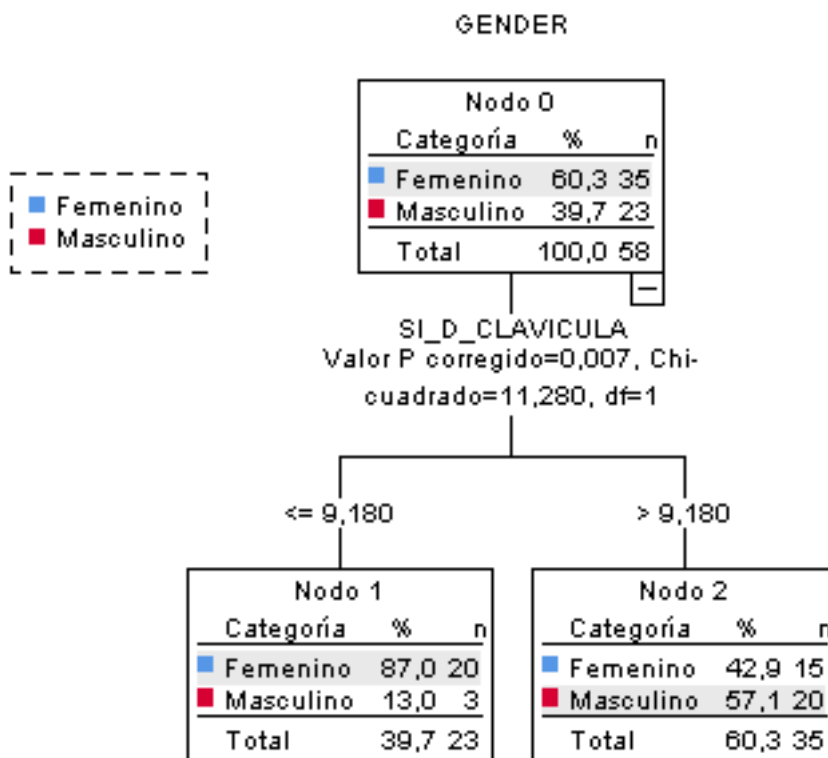 GENDER
Nodo 0
Categoría % n
Femenino 60,3 35
Masculino 39,7 23
Total 100,0 58
Femenino
Masculino
SI_D_CLAVICULA
Valor P corregido=0,007, Chi-
cuadrado=11,280, df=1
<= 9,180
> 9,180
Nodo 1
Categoría % n
Femenino 87,0 20
Masculino 13,0 3
Total 39,7 23
Nodo 2
Categoría % n
Femenino 42,9 15
Masculino 57,1 20
Total 60,3 35